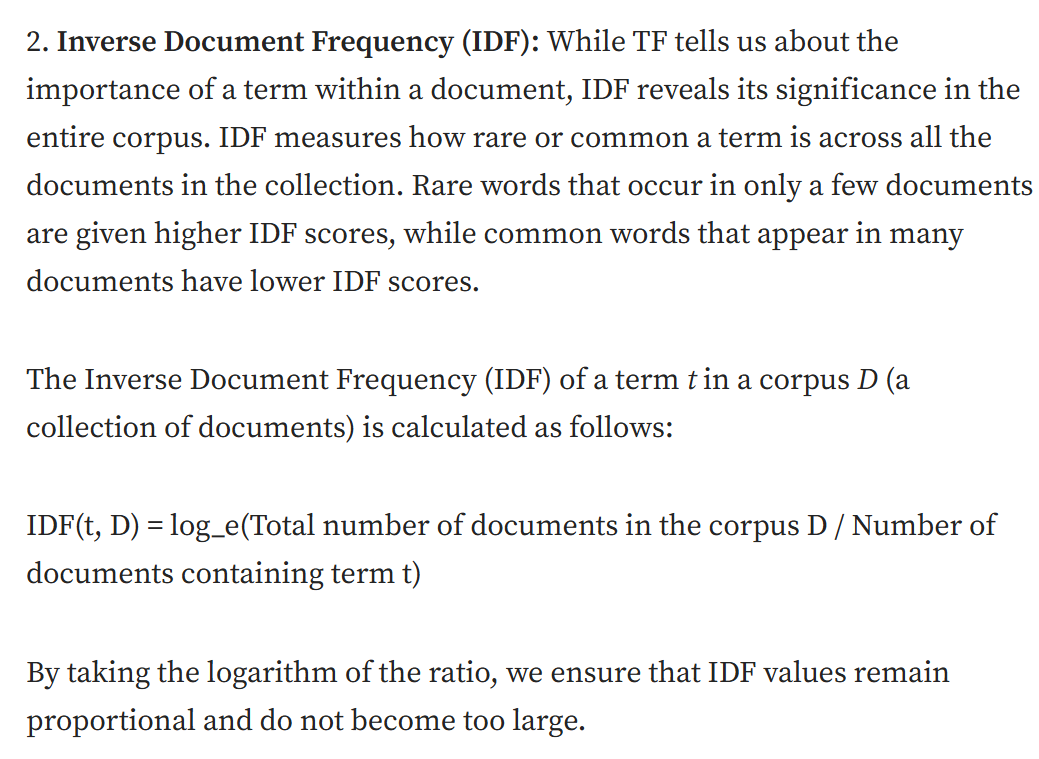 2. Inverse Document Frequency (IDF): While TF tells us about the
importance of a term within a document, IDF reveals its significance in the
entire corpus. IDF measures how rare or common a term is across all the
documents in the collection. Rare words that occur in only a few documents
are given higher IDF scores, while common words that appear in many
documents have lower IDF scores.
The Inverse Document Frequency (IDF) of a term t in a corpus D (a
collection of documents) is calculated as follows:
IDF(t, D) = log_e(Total number of documents in the corpus D / Number of
documents containing term t)
By taking the logarithm of the ratio, we ensure that IDF values remain
proportional and do not become too large.